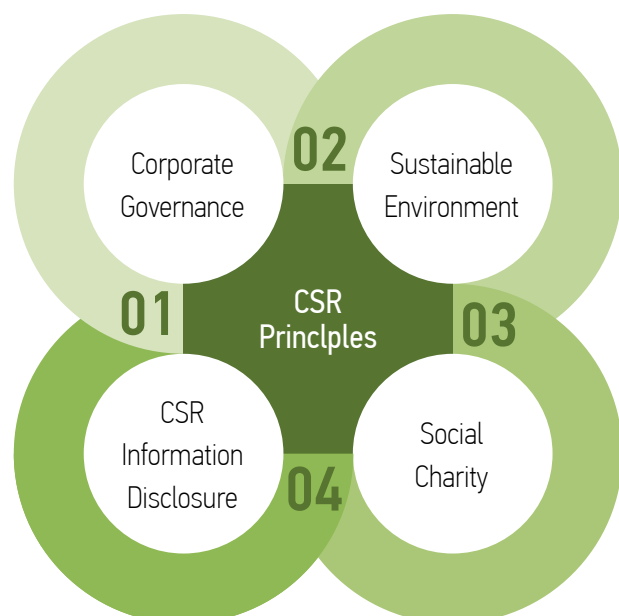 01
Corporate
Governance
02
Sustainable
Environment
CSR
Princlples
03
Social
Charity
04
CSR
Information
Disclosure